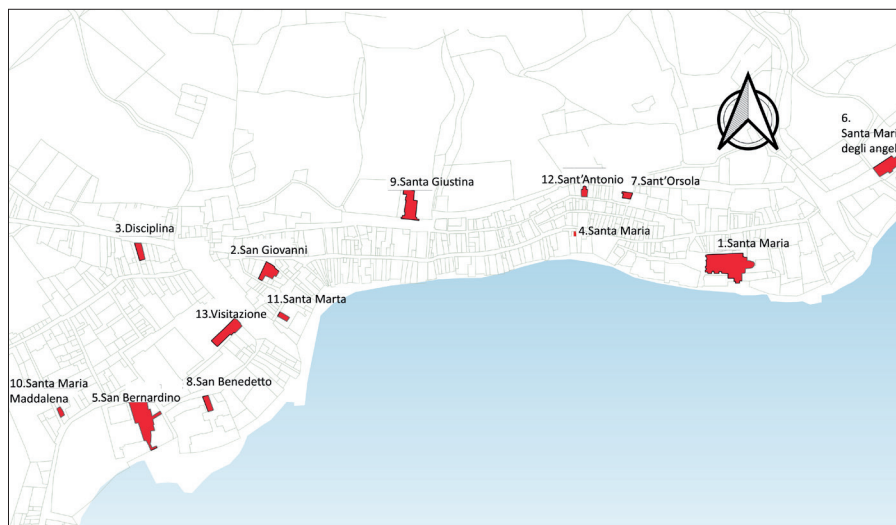 6.
Santa Mari
degli angel
12.Sant'Antonio
7.Sant'Orsola
9.Santa Giustina
3.Disciplina
4.Santa Maria
1.Santa Maria
2.San Giovanni
11.Santa Marta
13.Visitazione
10.Santa Maria
Maddalena
8.San Benedetto
5.San Bernardino